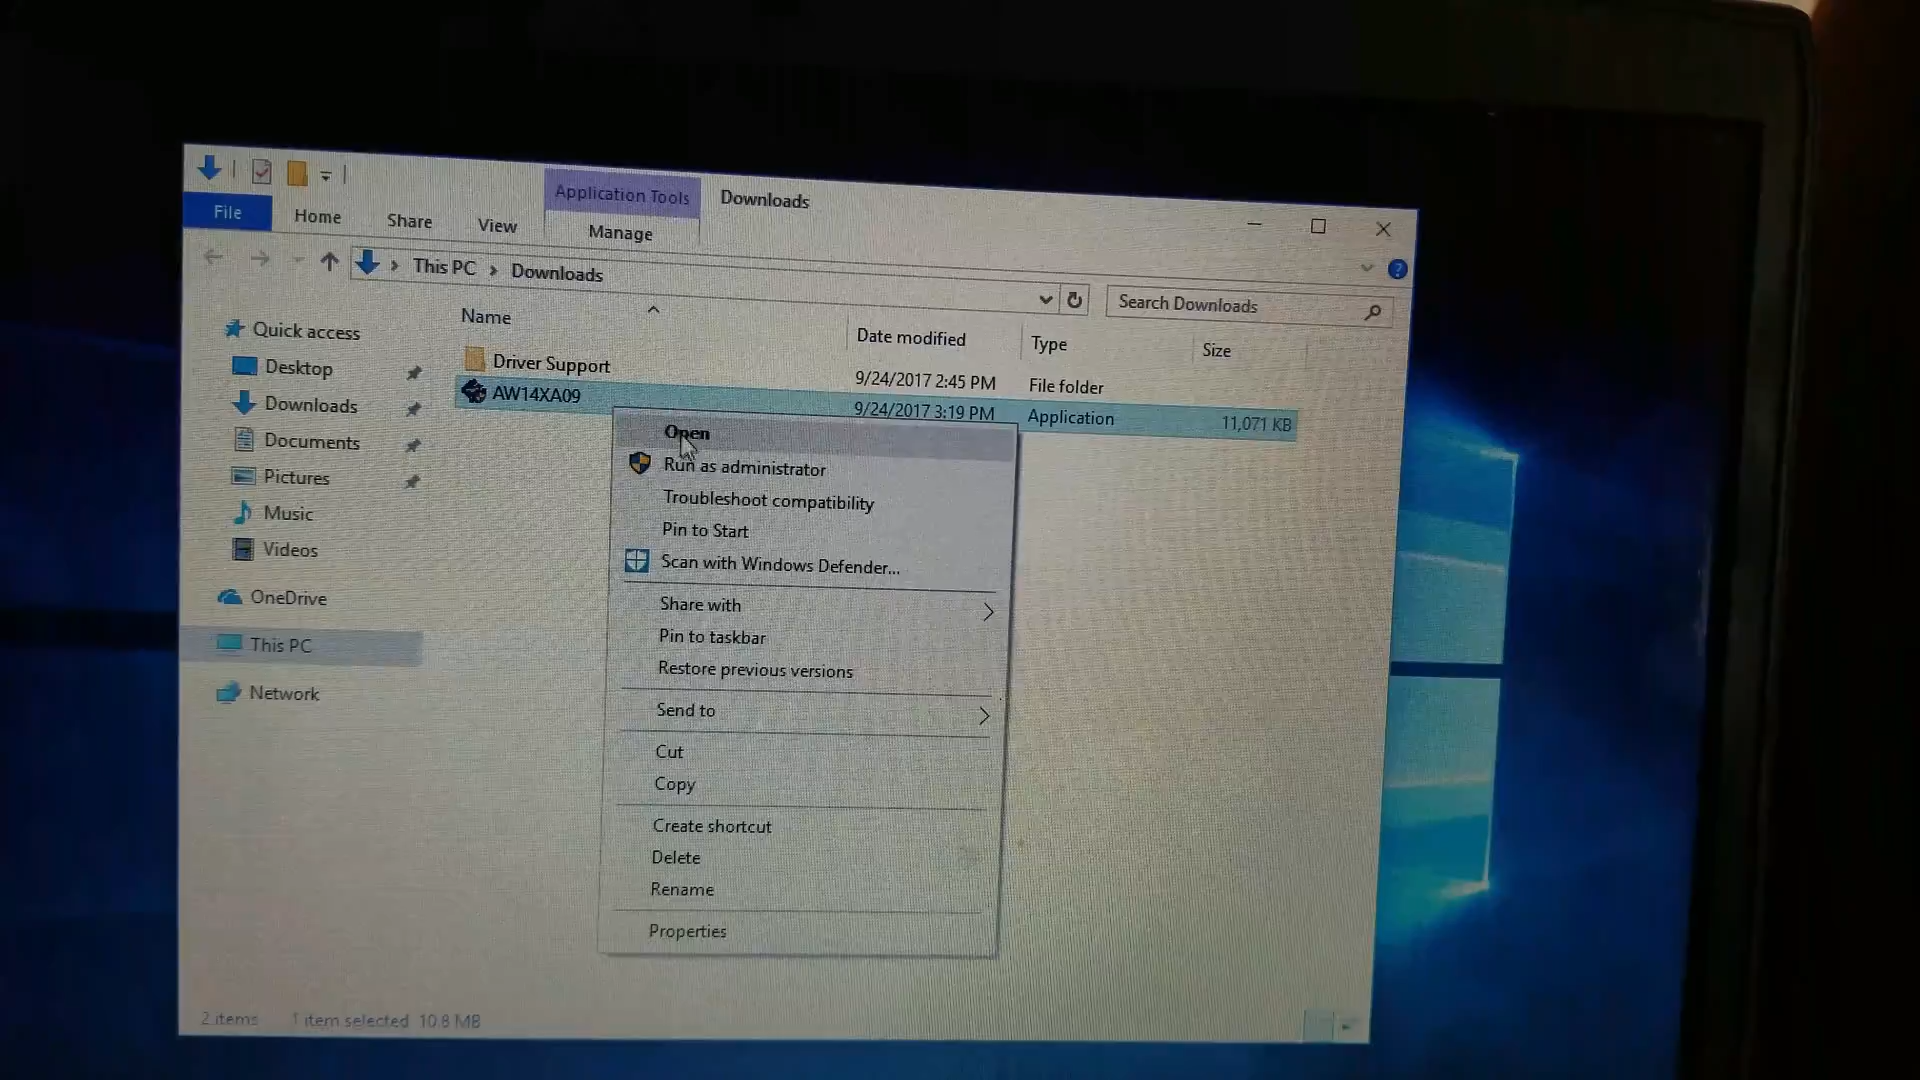 Application Tools
Downloads
File
Home
Share
View
Manage
This PC
Downloads
Search Downloads
Name
Date modified
Type
Size
Driver Support
9/24/2017 2:45 PM
File folder
AW14XA09
9/24/2017 3:19 PM
Application
11,071 KB
Quick access
Desktop
Downloads
Documents
Pictures
Music
Videos
OneDrive
This PC
Network
Open
Run as administrator
Troubleshoot compatibility
Pin to Start
Scan with Windows Defender...
Share with
Pin to taskbar
Restore previous versions
Send to
Cut
Copy
Create shortcut
Delete
Rename
Properties
2 items
1 item selected 10.8 MB